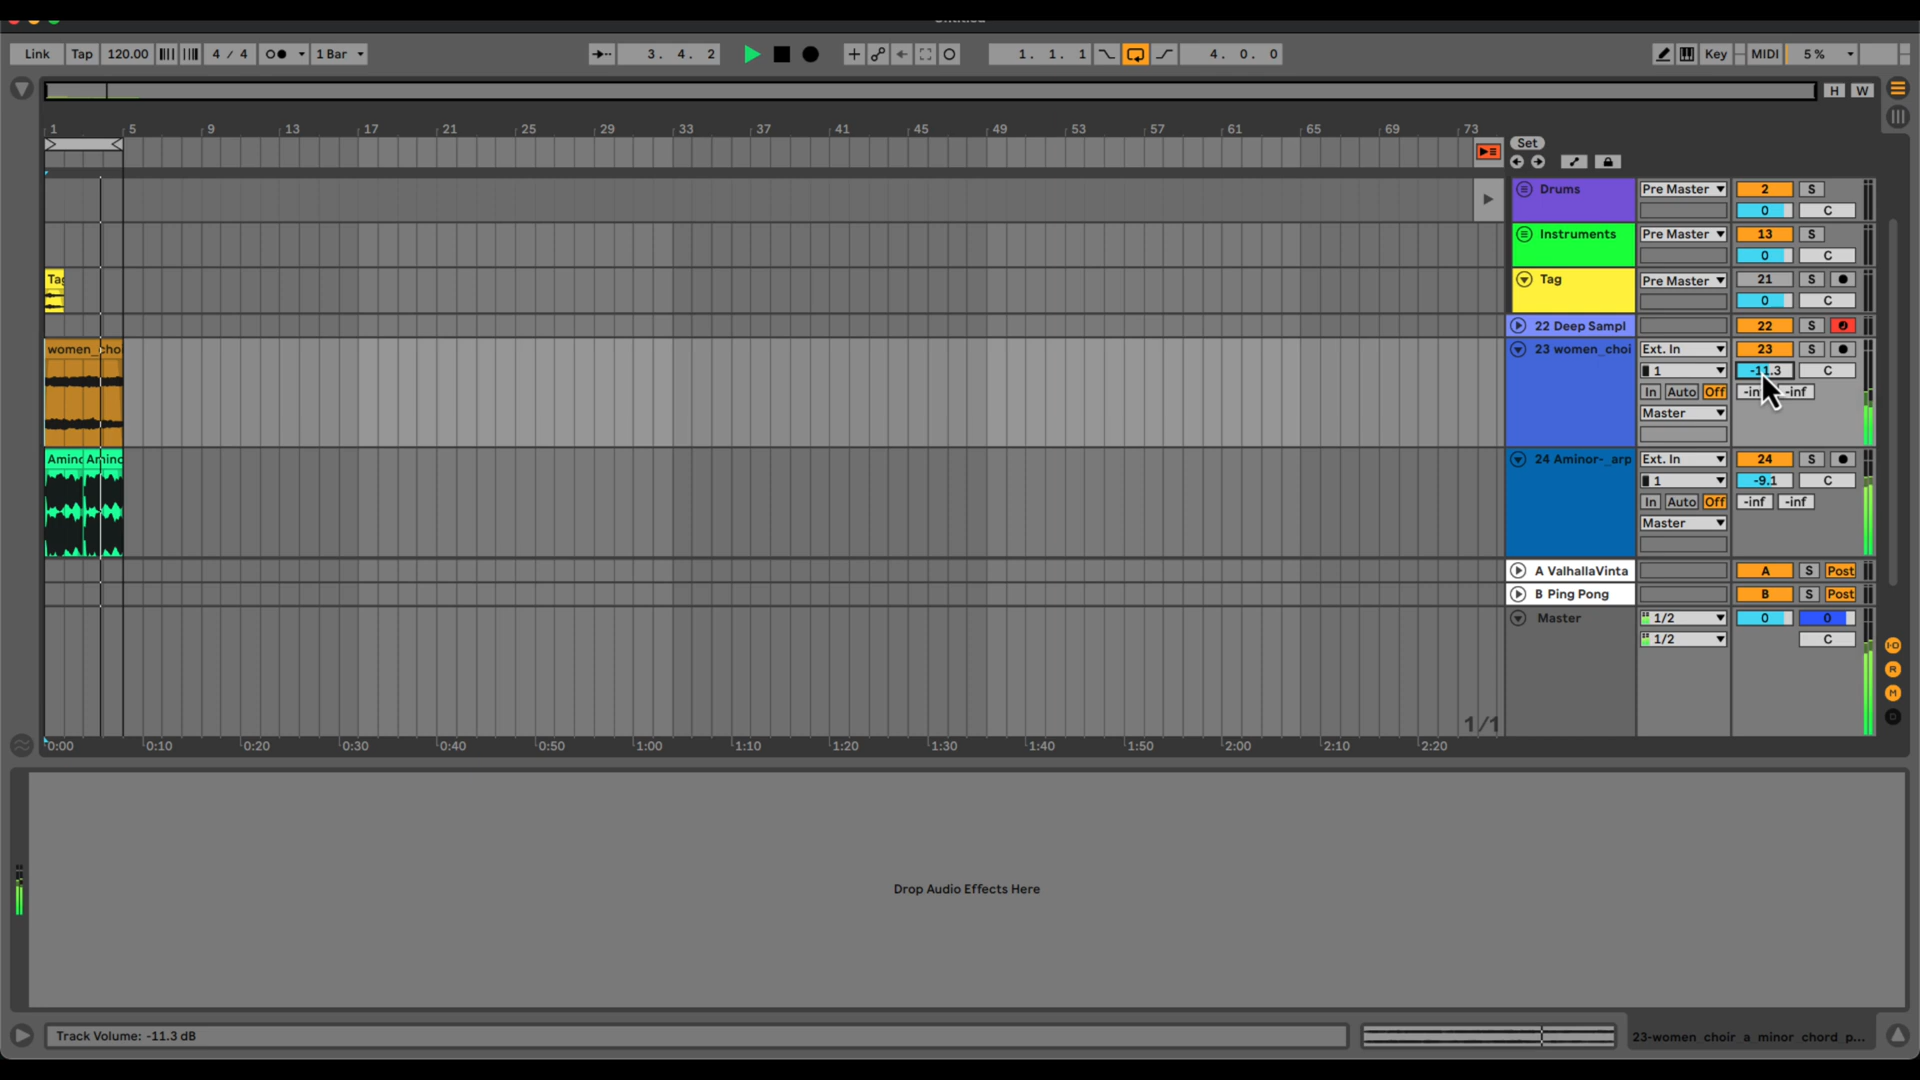 Untitled
Link Tap 120.00 4 / 4 1 Bar 3. 4. 2 1. 1. 1 4. 0. 0 Key MIDI 5 %
H W
1 5 9 13 17 21 25 29 33 37 41 45 49 53 57 61 65 69 73
Set
Drums Pre Master 2 S
0 C
Instruments Pre Master 13 S
0 C
Tag Tag Pre Master 21 S
0 C
22 Deep Sampl 22 S
women_cho 23 women_choi Ext. In 23 S
1 -11.3 C
In Auto Off -inf -inf
Master
Amino Amino 24 Aminor-_arp Ext. In 24 S
1 -9.1 C
In Auto Off -inf -inf
Master
A ValhallaVinta A S Post
B Ping Pong B S Post
Master 1/2 0 0
1/2 C
I·O
R
M
D
1/1
0:00 0:10 0:20 0:30 0:40 0:50 1:00 1:10 1:20 1:30 1:40 1:50 2:00 2:10 2:20
Drop Audio Effects Here
Track Volume: -11.3 dB 23-women choir a minor chord p...